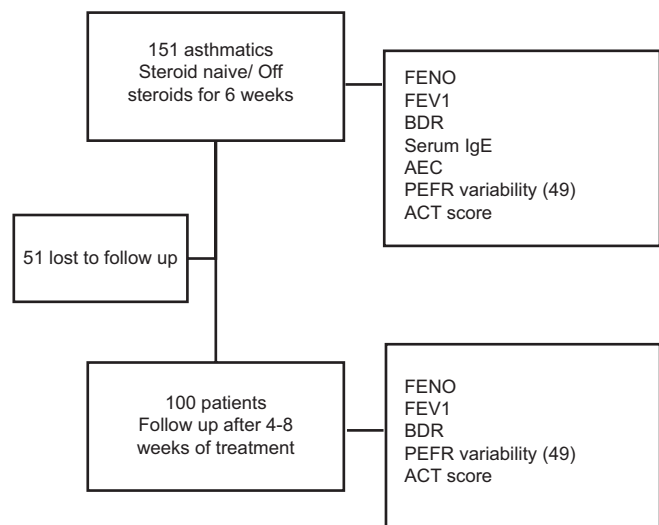 151 asthmatics
Steroid naive/ Off
steroids for 6 weeks
FENO
FEV1
BDR
Serum IgE
AEC
PEFR variability (49)
ACT score
51 lost to follow up
100 patients
Follow up after 4-8
weeks of treatment
FENO
FEV1
BDR
PEFR variability (49)
ACT score